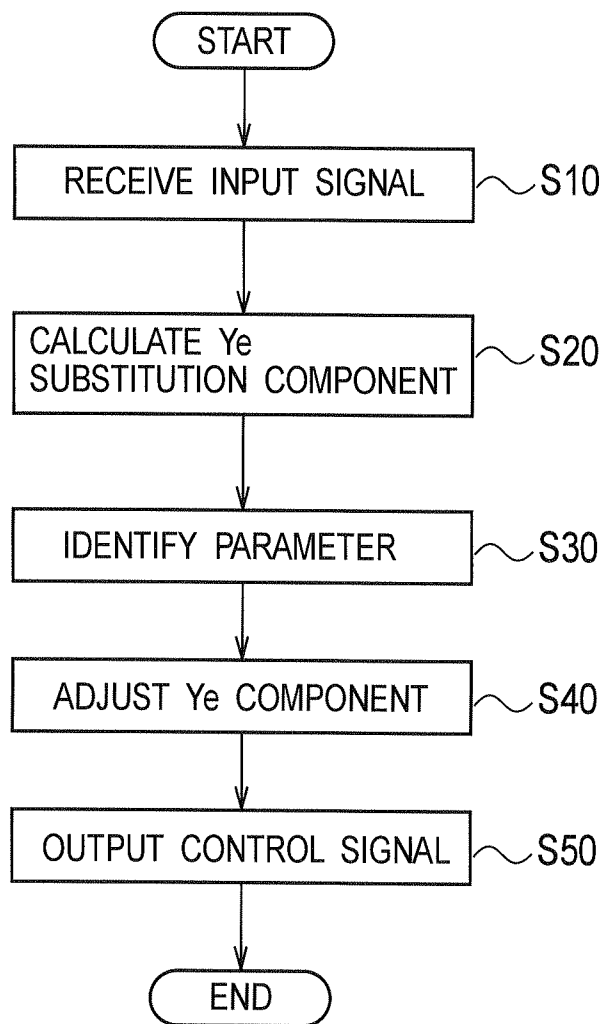 START
RECEIVE INPUT SIGNAL
S10
CALCULATE Ye
SUBSTITUTION COMPONENT
S20
IDENTIFY PARAMETER
S30
ADJUST Ye COMPONENT
S40
OUTPUT CONTROL SIGNAL
S50
END